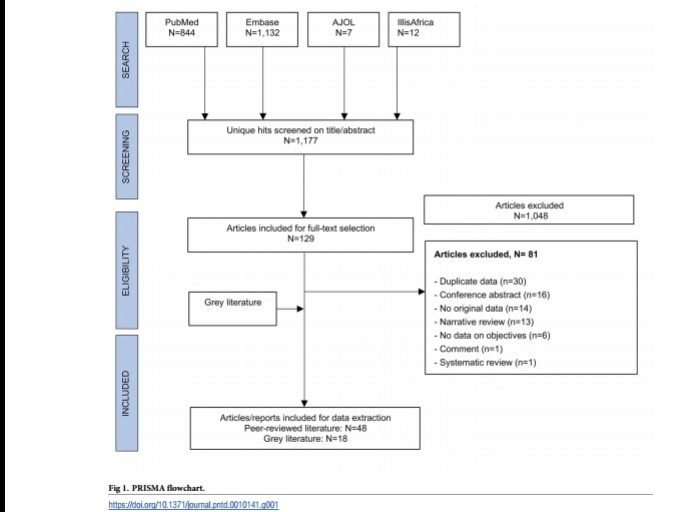 PubMed
N=844
Embase
N=1,132
AJOL
N=7
IllisAfrica
N=12
SEARCH
Unique hits screened on title/abstract
N=1,177
SCREENING
Articles excluded
N=1,048
Articles included for full-text selection
N=129
ELIGIBILITY
Articles excluded, N= 81
- Duplicate data (n=30)
- Conference abstract (n=16)
- No original data (n=14)
- Narrative review (n=13)
- No data on objectives (n=6)
- Comment (n=1)
- Systematic review (n=1)
Grey literature
INCLUDED
Articles/reports included for data extraction
Peer-reviewed literature: N=48
Grey literature: N=18
Fig 1. PRISMA flowchart.
https://doi.org/10.1371/journal.pntd.0010141.g001